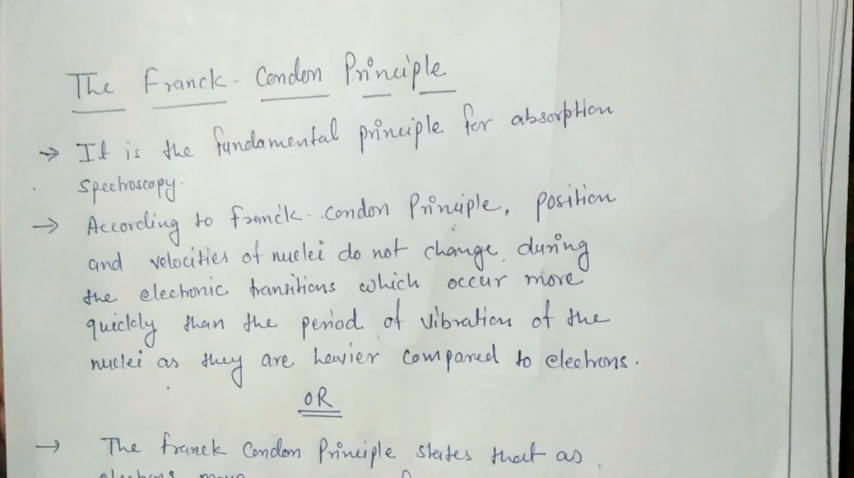 The Franck - Condon Principle
→ It is the fundamental principle for absorption
spectroscopy.
→ According to Franck-Condon Principle, position
and velocities of nuclei do not change during
the electronic transitions which occur more
quickly than the period of vibration of the
nuclei as they are heavier compared to electrons.
OR
→ The Franck Condon Principle states that as
electrons move